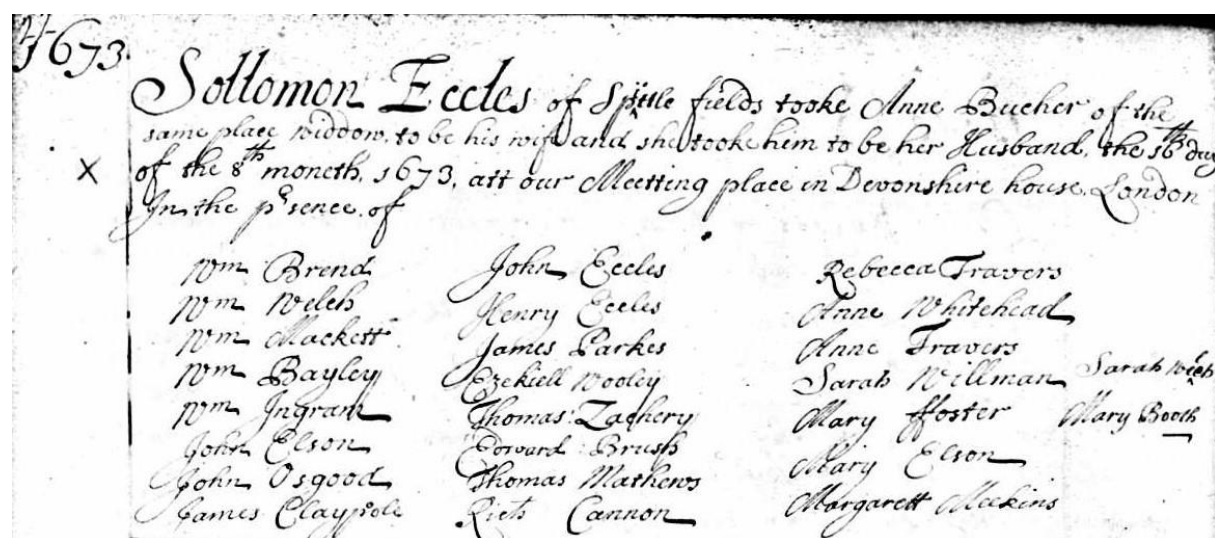 1673
Sollomon Eccles of Spittle fields tooke Anne Bucher of the
same place widdow, to be his wife and she tooke him to be her Husband, the 16th day
X of the 8th moneth, 1673, att our Meetting place in Devonshire house London
In the psence of
Wm Brend John Eccles Rebecca Travers
Wm Welch Henry Eccles Anne Whitehead
Wm Mackett James Parkes Anne Travers
Wm Bayley Ezekiell Wooley Sarah Willman Sarah
Wm Ingram Thomas Zachery Mary ffoster Mary Booth
John Elson Edward Brush Mary Elson
John Osgood Thomas Mathews Margarett Meekins
James Claypole Rich Cannon